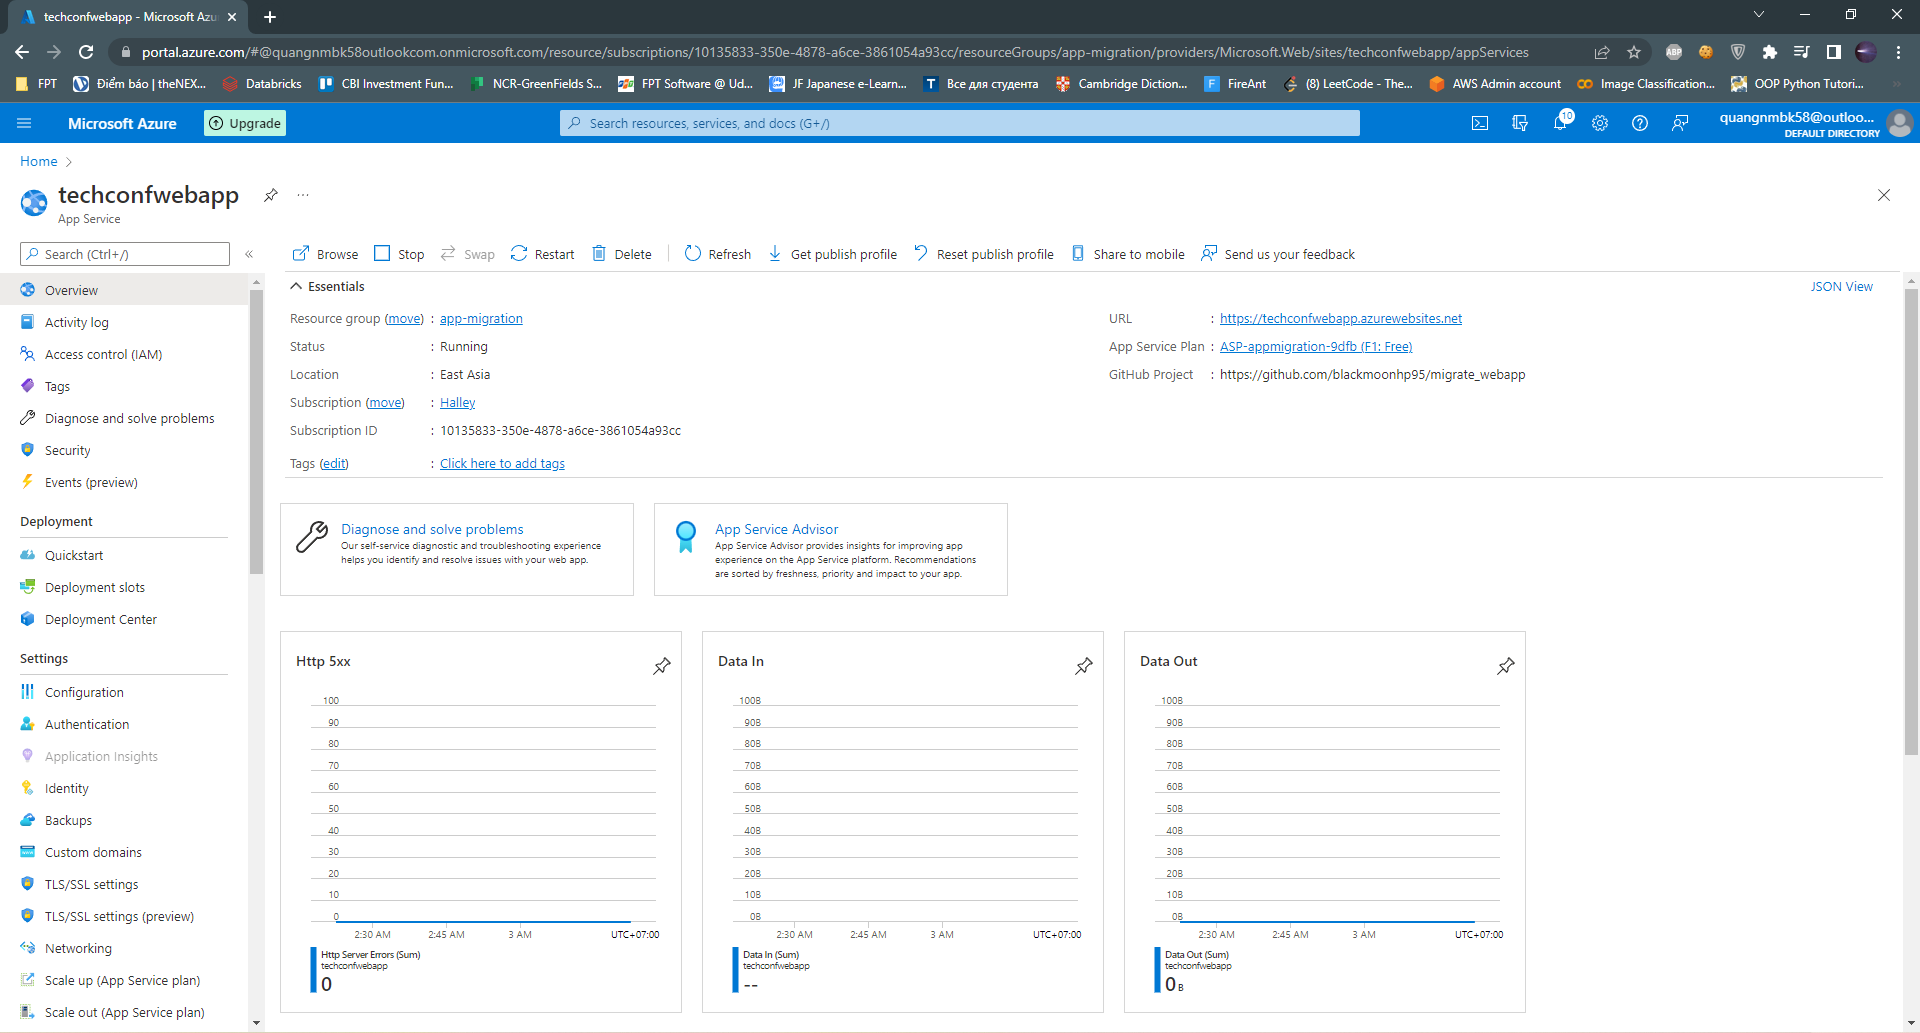 techconfwebapp - Microsoft Azu
portal.azure.com/#@quangnmbk58outlookcom.onmicrosoft.com/resource/subscriptions/10135833-350e-4878-a6ce-3861054a93cc/resourceGroups/app-migration/providers/Microsoft.Web/sites/techconfwebapp/appServices
ABP
FPT
Điểm báo | theNEX...
Databricks
CBI Investment Fun...
NCR-GreenFields S...
FPT Software @ Ud...
JF Japanese e-Learn...
Все для студента
Cambridge Diction...
FireAnt
(8) LeetCode - The...
AWS Admin account
Image Classification...
OOP Python Tutori...
Microsoft Azure
Upgrade
Search resources, services, and docs (G+/)
10
quangnmbk58@outloo...
DEFAULT DIRECTORY
Home
techconfwebapp
App Service
Search (Ctrl+/)
Browse
Stop
Swap
Restart
Delete
Refresh
Get publish profile
Reset publish profile
Share to mobile
Send us your feedback
Overview
Activity log
Access control (IAM)
Tags
Diagnose and solve problems
Security
Events (preview)
Deployment
Quickstart
Deployment slots
Deployment Center
Settings
Configuration
Authentication
Application Insights
Identity
Backups
Custom domains
TLS/SSL settings
TLS/SSL settings (preview)
Networking
Scale up (App Service plan)
Scale out (App Service plan)
Essentials
JSON View
Resource group (move) : app-migration
Status : Running
Location : East Asia
Subscription (move) : Halley
Subscription ID : 10135833-350e-4878-a6ce-3861054a93cc
Tags (edit) : Click here to add tags
URL : https://techconfwebapp.azurewebsites.net
App Service Plan : ASP-appmigration-9dfb (F1: Free)
GitHub Project : https://github.com/blackmoonhp95/migrate_webapp
Diagnose and solve problems
Our self-service diagnostic and troubleshooting experience
helps you identify and resolve issues with your web app.
App Service Advisor
App Service Advisor provides insights for improving app
experience on the App Service platform. Recommendations
are sorted by freshness, priority and impact to your app.
Http 5xx
100
90
80
70
60
50
40
30
20
10
0
2:30 AM 2:45 AM 3 AM UTC+07:00
Http Server Errors (Sum)
techconfwebapp
0
Data In
100B
90B
80B
70B
60B
50B
40B
30B
20B
10B
0B
2:30 AM 2:45 AM 3 AM UTC+07:00
Data In (Sum)
techconfwebapp
--
Data Out
100B
90B
80B
70B
60B
50B
40B
30B
20B
10B
0B
2:30 AM 2:45 AM 3 AM UTC+07:00
Data Out (Sum)
techconfwebapp
0 B